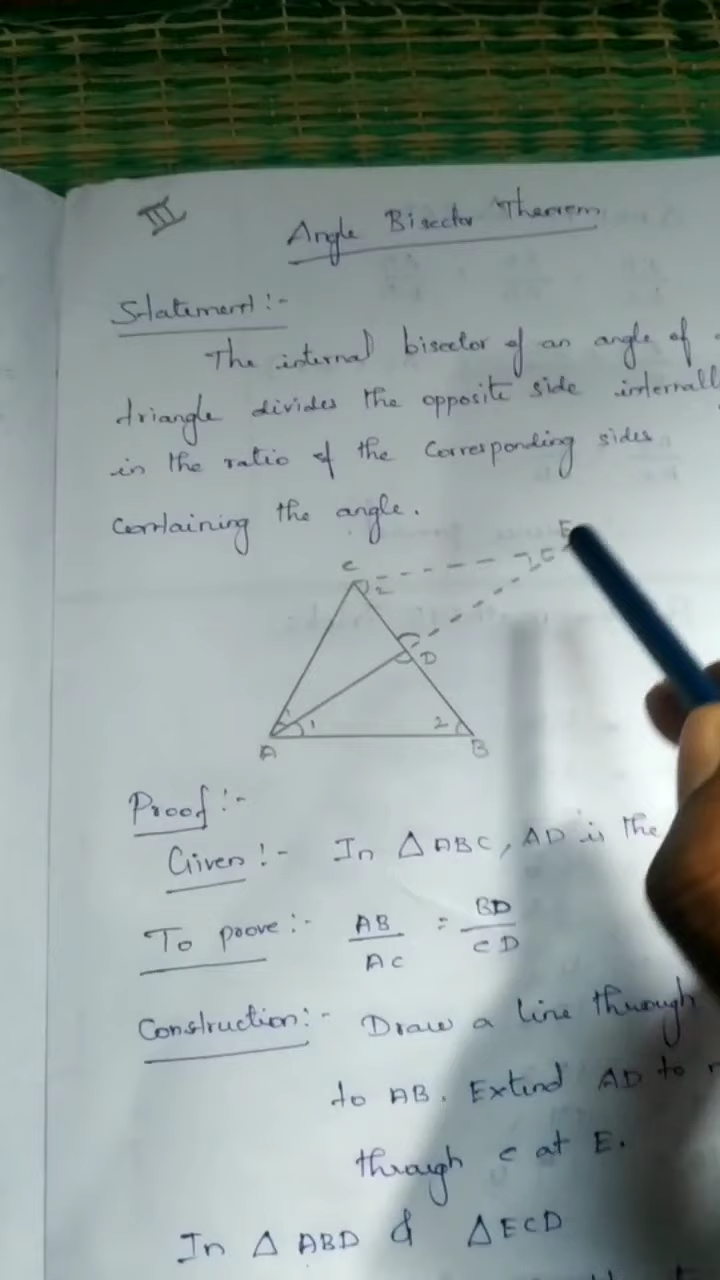 III
Angle Bisector Theorem
Statement :-
The internal bisector of an angle of
triangle divides the opposite side internall
in the ratio of the corresponding sides
containing the angle.
E
C
D
A 1 2 B
Proof :-
Given :- In △ ABC, AD is the
To prove :- AB/AC = BD/CD
Construction :- Draw a line through
to AB. Extend AD to
through c at E.
In △ ABD & △ECD